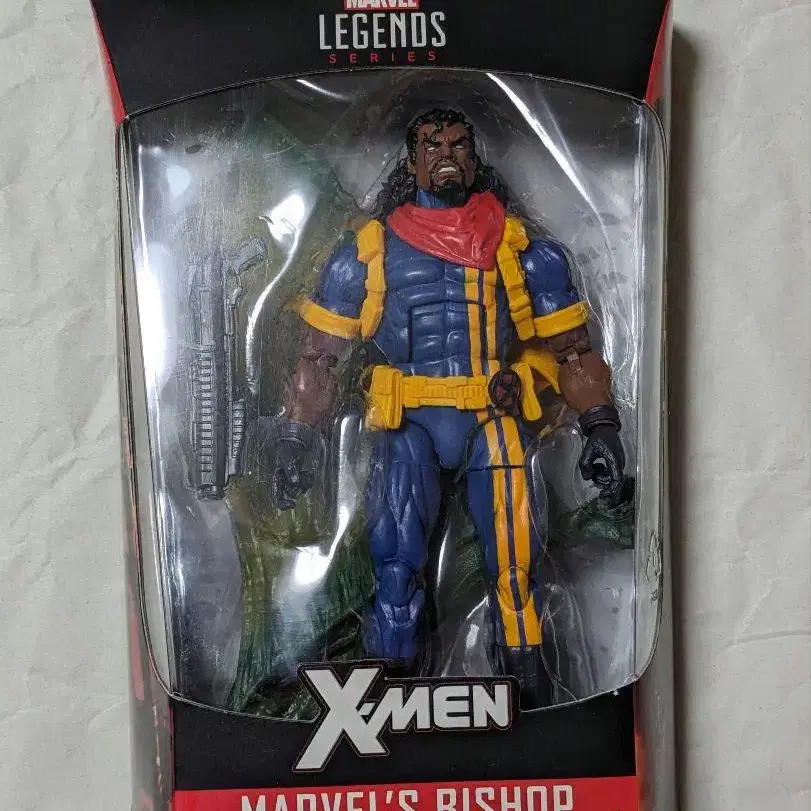 MARVEL
LEGENDS
SERIES
X-MEN
MARVEL'S BISHOP